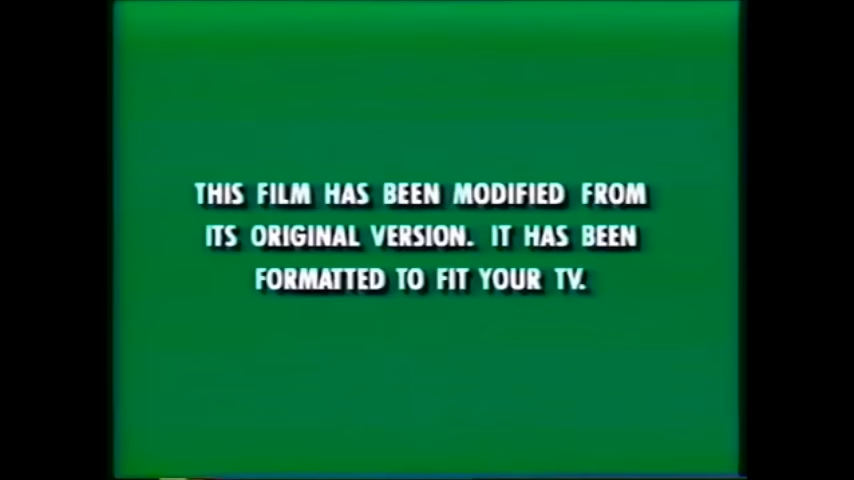 THIS FILM HAS BEEN MODIFIED FROM
ITS ORIGINAL VERSION. IT HAS BEEN
FORMATTED TO FIT YOUR TV.